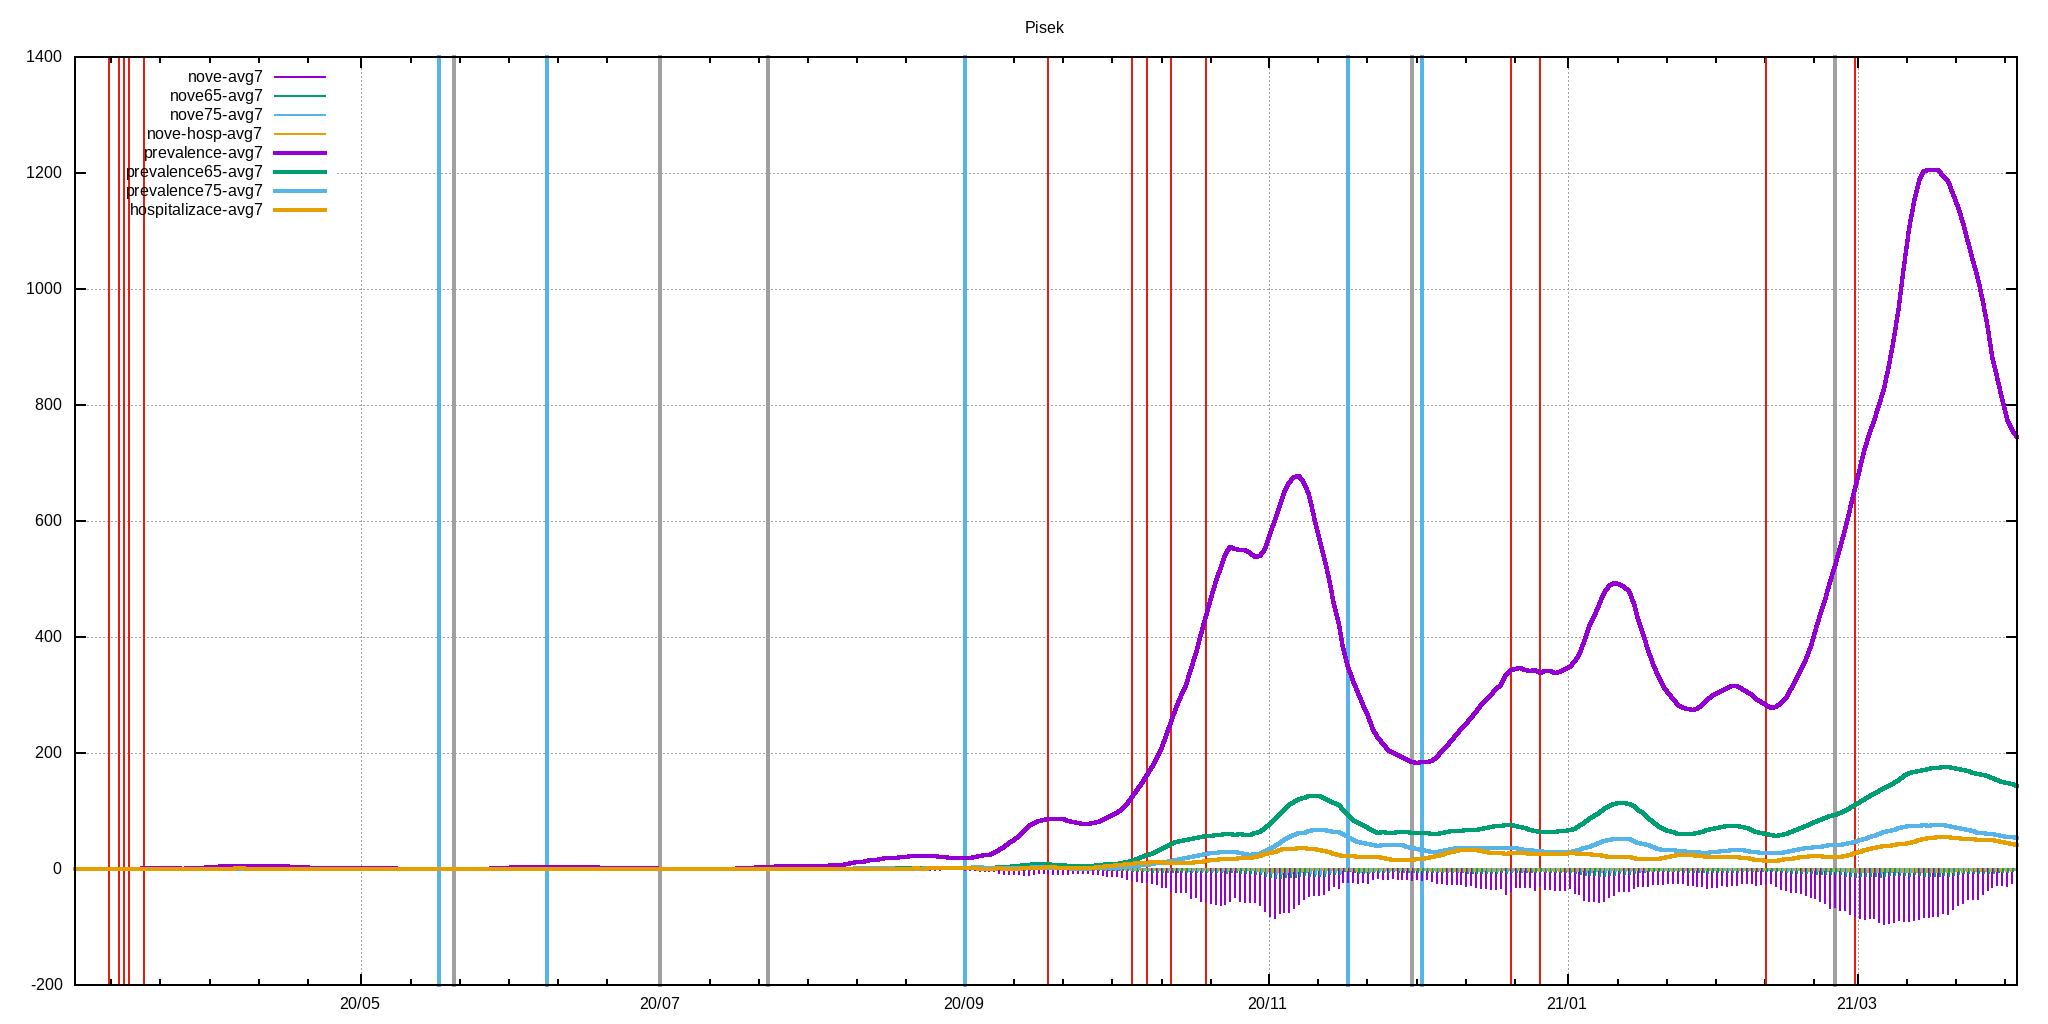 Pisek
1400
nove-avg7
nove65-avg7
nove75-avg7
nove-hosp-avg7
prevalence-avg7
prevalence65-avg7
prevalence75-avg7
hospitalizace-avg7
1200
1000
800
600
400
200
0
-200
20/05 20/07 20/09 20/11 21/01 21/03